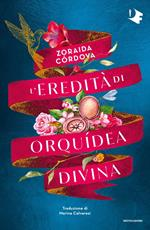 ZORAIDA
CÓRDOVA
L'EREDITÀ DI
ORQUÍDEA
DIVINA
Traduzione di
Marina Calvaresi
MONDADORI